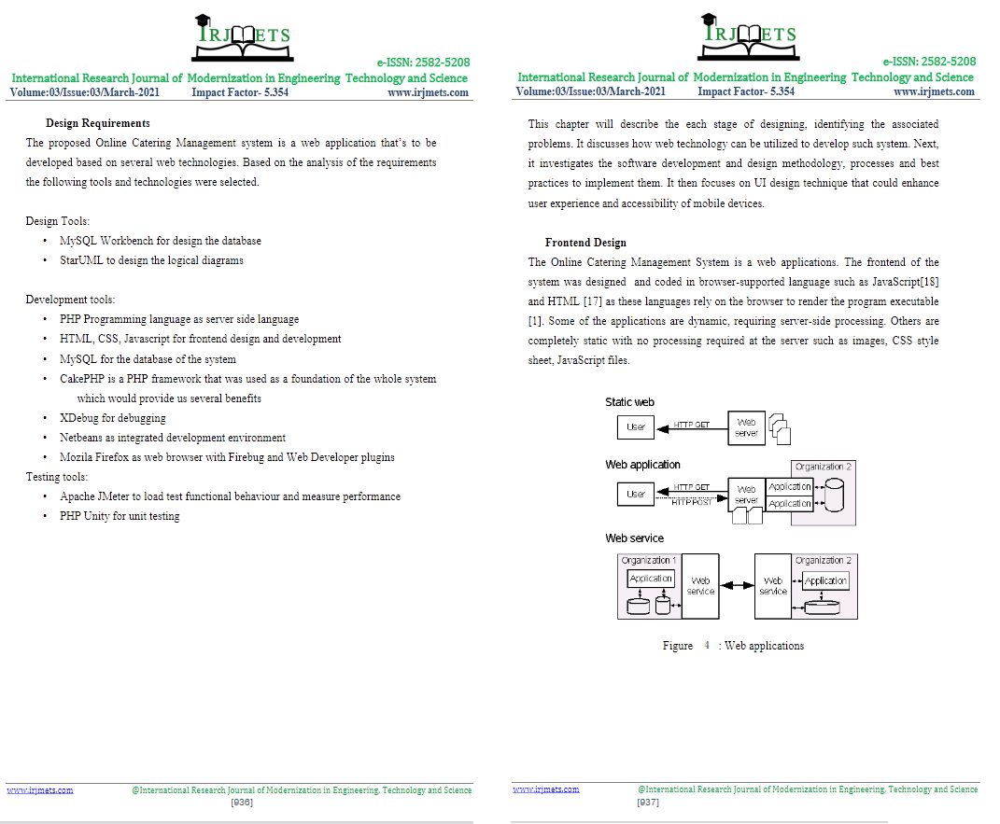 IRJMETS
e-ISSN: 2582-5208
International Research Journal of Modernization in Engineering Technology and Science
Volume:03/Issue:03/March-2021 Impact Factor- 5.354 www.irjmets.com
Design Requirements
The proposed Online Catering Management system is a web application that's to be
developed based on several web technologies. Based on the analysis of the requirements
the following tools and technologies were selected.
Design Tools:
• MySQL Workbench for design the database
• StarUML to design the logical diagrams
Development tools:
• PHP Programming language as server side language
• HTML, CSS, Javascript for frontend design and development
• MySQL for the database of the system
• CakePHP is a PHP framework that was used as a foundation of the whole system
which would provide us several benefits
• XDebug for debugging
• Netbeans as integrated development environment
• Mozila Firefox as web browser with Firebug and Web Developer plugins
Testing tools:
• Apache JMeter to load test functional behaviour and measure performance
• PHP Unity for unit testing
www.irjmets.com @International Research Journal of Modernization in Engineering, Technology and Science
[936]
IRJMETS
e-ISSN: 2582-5208
International Research Journal of Modernization in Engineering Technology and Science
Volume:03/Issue:03/March-2021 Impact Factor- 5.354 www.irjmets.com
This chapter will describe the each stage of designing, identifying the associated
problems. It discusses how web technology can be utilized to develop such system. Next,
it investigates the software development and design methodology, processes and best
practices to implement them. It then focuses on UI design technique that could enhance
user experience and accessibility of mobile devices.
Frontend Design
The Online Catering Management System is a web applications. The frontend of the
system was designed and coded in browser-supported language such as JavaScript[18]
and HTML [17] as these languages rely on the browser to render the program executable
[1]. Some of the applications are dynamic, requiring server-side processing. Others are
completely static with no processing required at the server such as images, CSS style
sheet, JavaScript files.
Static web
User HTTP GET Web
server
Web application
Organization 2
User HTTP GET Web
server Application
HTTP POST Application
Web service
Organization 1 Organization 2
Application Web
service Web
service Application
Figure 4 : Web applications
www.irjmets.com @International Research Journal of Modernization in Engineering, Technology and Science
[937]